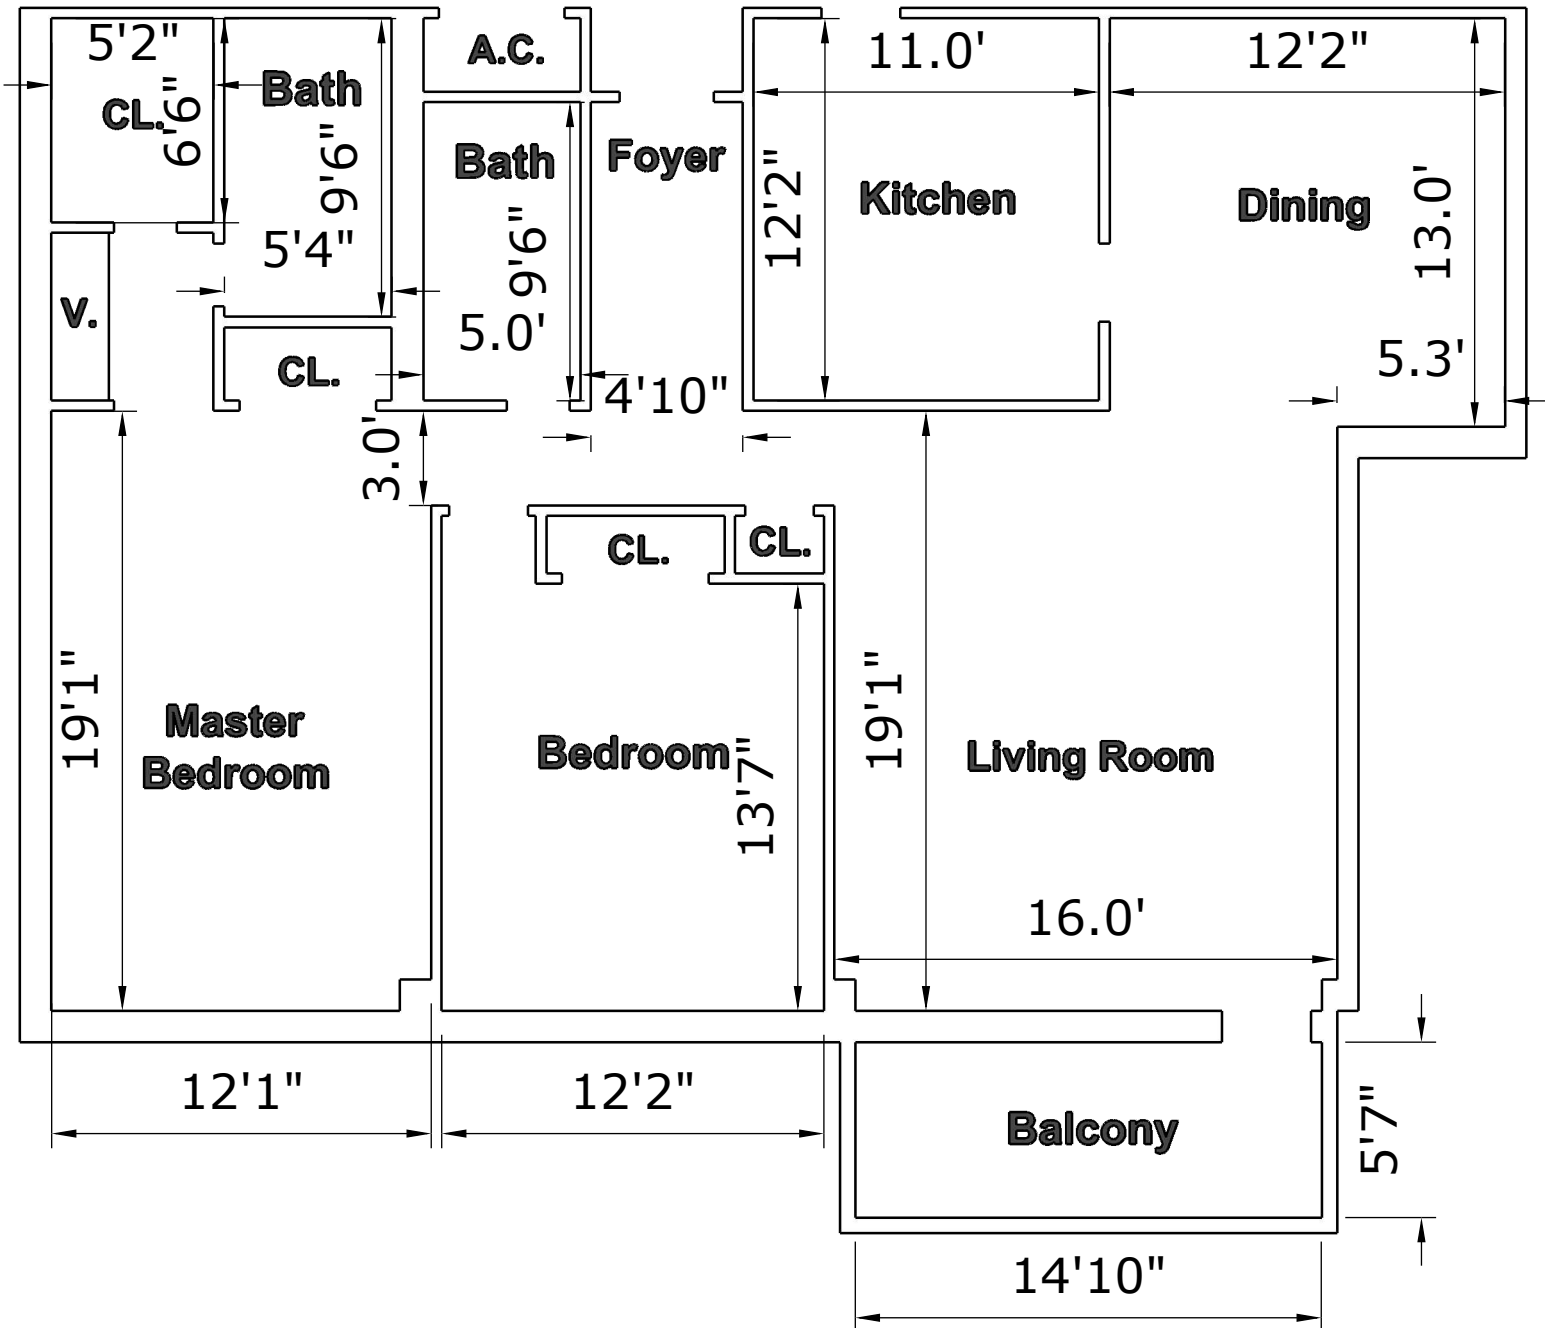 5'2"
A.C.
11.0'
12'2"
CL.
6'6"
Bath
9'6"
Bath
Foyer
12'2"
Kitchen
Dining
13.0'
5'4"
9'6"
V.
5.0'
CL.
4'10"
5.3'
3.0'
CL.
CL.
19'1"
Master
Bedroom
Bedroom
13'7"
19'1"
Living Room
16.0'
12'1"
12'2"
Balcony
5'7"
14'10"